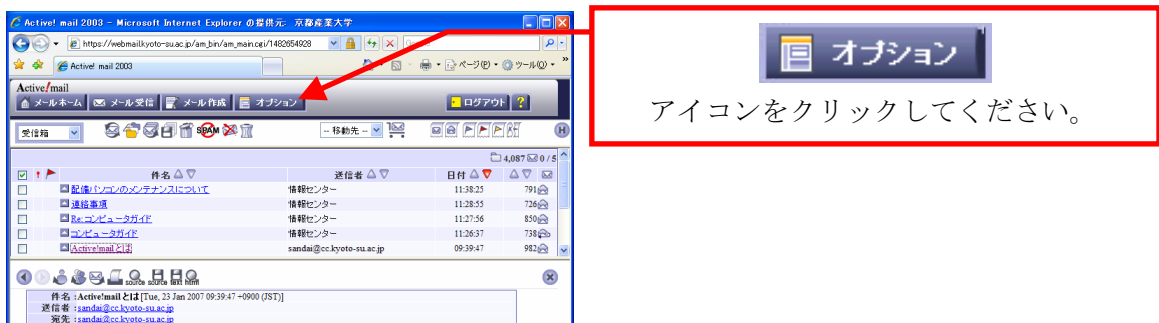 Active! mail 2003 - Microsoft Internet Explorer の提供元: 京都産業大学
https://webmail.kyoto-su.ac.jp/am_bin/am_main.cgi/1482654928
Active! mail 2003
ページ(P) ツール(O) »
Active!mail
メールホーム メール受信 メール作成 オプション ログアウト ?
受信箱 SPAM -- 移動先 -- H
4,087 0 / 5
! 件名 △ ▽ 送信者 △ ▽ 日付 △ ▽ △ ▽
配備パソコンのメンテナンスについて 情報センター 11:38:25 791
連絡事項 情報センター 11:28:55 726
Re: コンピュータガイド 情報センター 11:27:56 850
コンピュータガイド 情報センター 11:26:37 738
Active!mailとは sandai@cc.kyoto-su.ac.jp 09:39:47 982
source source text html
件名 :Active!mailとは [Tue, 23 Jan 2007 09:39:47 +0900 (JST)]
送信者 :sandai@cc.kyoto-su.ac.jp
宛先 :sandai@cc.kyoto-su.ac.jp
オプション
アイコンをクリックしてください。